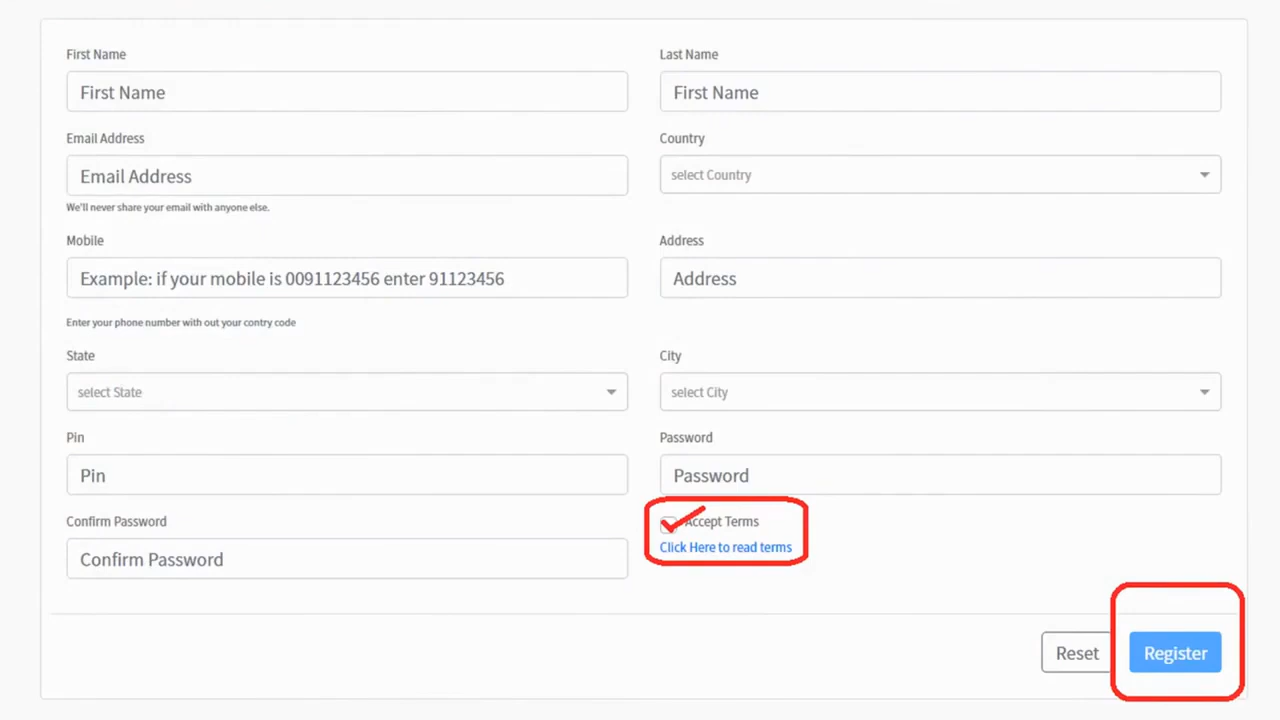 First Name
Last Name
First Name
First Name
Email Address
Country
Email Address
select Country
We'll never share your email with anyone else.
Mobile
Address
Example: if your mobile is 0091123456 enter 91123456
Address
Enter your phone number with out your contry code
State
City
select State
select City
Pin
Password
Pin
Password
Confirm Password
Accept Terms
Click Here to read terms
Confirm Password
Reset
Register